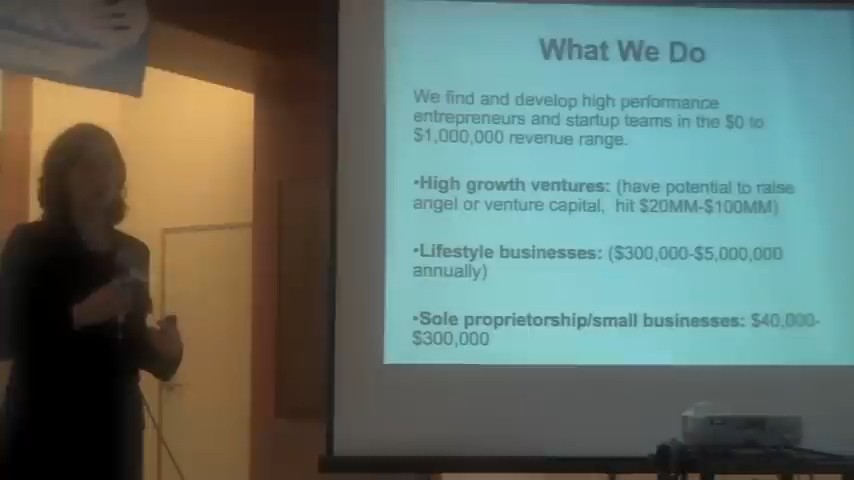 What We Do
We find and develop high performance
entrepreneurs and startup teams in the $0 to
$1,000,000 revenue range.
•High growth ventures: (have potential to raise
angel or venture capital, hit $20MM-$100MM)
•Lifestyle businesses: ($300,000-$5,000,000
annually)
•Sole proprietorship/small businesses: $40,000-
$300,000